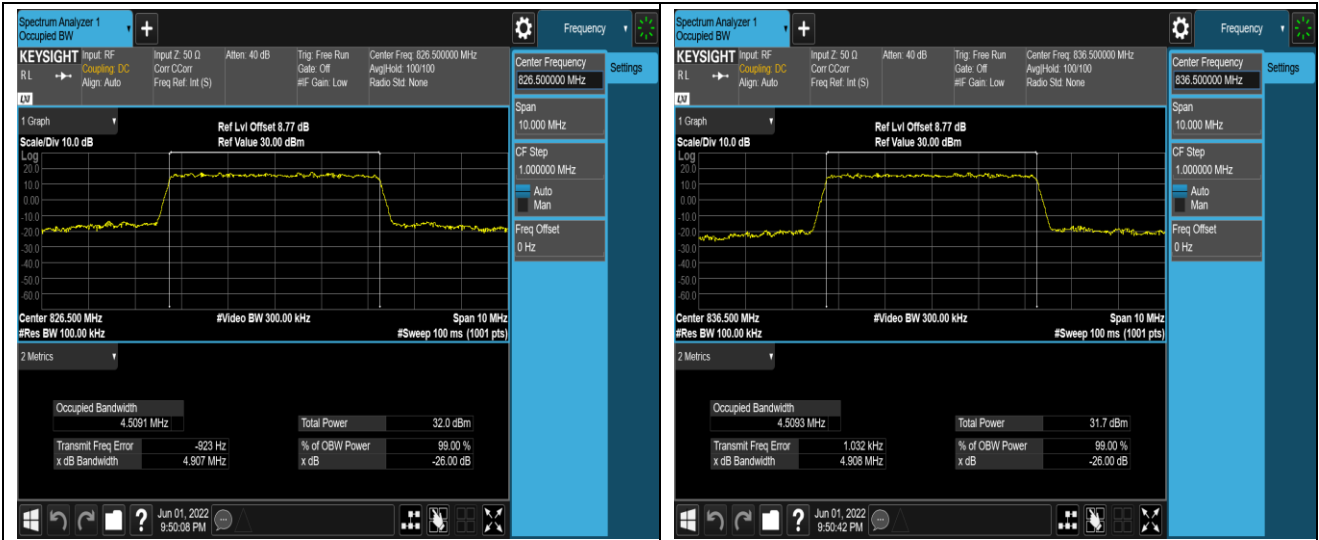 Spectrum Analyzer 1
Occupied BW
Frequency
KEYSIGHT Input: RF Input Z: 50 Ω Atten: 40 dB Trig: Free Run Center Freq: 826.500000 MHz
Coupling: DC Corr CCorr Gate: Off Avg|Hold: 100/100
RL Align: Auto Freq Ref: Int (S) #IF Gain: Low Radio Std: None
LXI
Center Frequency
826.500000 MHz
Settings
Span
10.000 MHz
CF Step
1.000000 MHz
Auto
Man
Freq Offset
0 Hz
1 Graph
Ref Lvl Offset 8.77 dB
Scale/Div 10.0 dB Ref Value 30.00 dBm
Log
20.0
10.0
0.00
-10.0
-20.0
-30.0
-40.0
-50.0
-60.0
Center 826.500 MHz #Video BW 300.00 kHz Span 10 MHz
#Res BW 100.00 kHz #Sweep 100 ms (1001 pts)
2 Metrics
Occupied Bandwidth
4.5091 MHz Total Power 32.0 dBm
Transmit Freq Error -923 Hz % of OBW Power 99.00 %
x dB Bandwidth 4.907 MHz x dB -26.00 dB
Jun 01, 2022
9:50:08 PM
Spectrum Analyzer 1
Occupied BW
Frequency
KEYSIGHT Input: RF Input Z: 50 Ω Atten: 40 dB Trig: Free Run Center Freq: 836.500000 MHz
Coupling: DC Corr CCorr Gate: Off Avg|Hold: 100/100
RL Align: Auto Freq Ref: Int (S) #IF Gain: Low Radio Std: None
LXI
Center Frequency
836.500000 MHz
Settings
Span
10.000 MHz
CF Step
1.000000 MHz
Auto
Man
Freq Offset
0 Hz
1 Graph
Ref Lvl Offset 8.77 dB
Scale/Div 10.0 dB Ref Value 30.00 dBm
Log
20.0
10.0
0.00
-10.0
-20.0
-30.0
-40.0
-50.0
-60.0
Center 836.500 MHz #Video BW 300.00 kHz Span 10 MHz
#Res BW 100.00 kHz #Sweep 100 ms (1001 pts)
2 Metrics
Occupied Bandwidth
4.5093 MHz Total Power 31.7 dBm
Transmit Freq Error 1.032 kHz % of OBW Power 99.00 %
x dB Bandwidth 4.908 MHz x dB -26.00 dB
Jun 01, 2022
9:50:42 PM